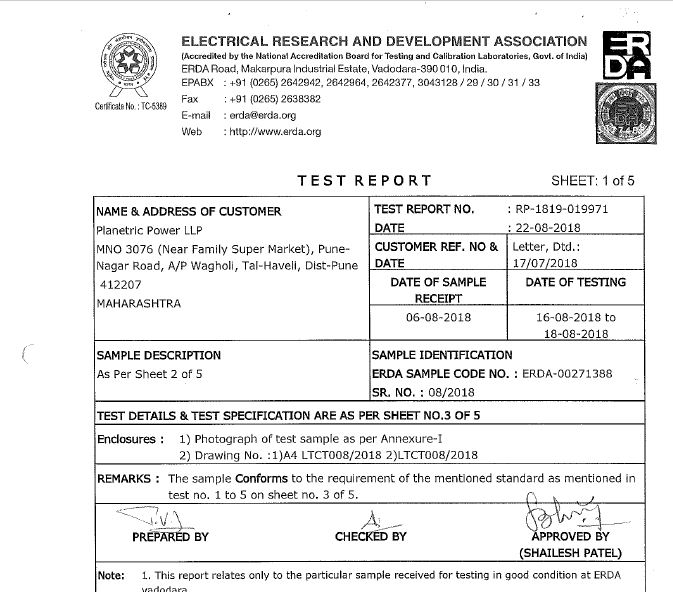 ELECTRICAL RESEARCH AND DEVELOPMENT ASSOCIATION
(Accredited by the National Accreditation Board for Testing and Calibration Laboratories, Govt. of India)
ERDA Road, Makarpura Industrial Estate, Vadodara-390 010, India.
EPABX : +91 (0265) 2642942, 2642964, 2642377, 3043128 / 29 / 30 / 31 / 33
Fax : +91 (0265) 2638382
E-mail : erda@erda.org
Web : http://www.erda.org
Certificate No. : TC-5389
ERDA
TEST REPORT SHEET: 1 of 5
NAME & ADDRESS OF CUSTOMER
Planetric Power LLP
MNO 3076 (Near Family Super Market), Pune-
Nagar Road, A/P Wagholi, Tal-Haveli, Dist-Pune
412207
MAHARASHTRA
TEST REPORT NO. : RP-1819-019971
DATE : 22-08-2018
CUSTOMER REF. NO & DATE
Letter, Dtd.:
17/07/2018
DATE OF SAMPLE RECEIPT
DATE OF TESTING
06-08-2018
16-08-2018 to
18-08-2018
SAMPLE DESCRIPTION
As Per Sheet 2 of 5
SAMPLE IDENTIFICATION
ERDA SAMPLE CODE NO. : ERDA-00271388
SR. NO. : 08/2018
TEST DETAILS & TEST SPECIFICATION ARE AS PER SHEET NO.3 OF 5
Enclosures : 1) Photograph of test sample as per Annexure-I
2) Drawing No. :1)A4 LTCT008/2018 2)LTCT008/2018
REMARKS : The sample Conforms to the requirement of the mentioned standard as mentioned in
test no. 1 to 5 on sheet no. 3 of 5.
PREPARED BY
CHECKED BY
APPROVED BY
(SHAILESH PATEL)
Note: 1. This report relates only to the particular sample received for testing in good condition at ERDA
vadodara